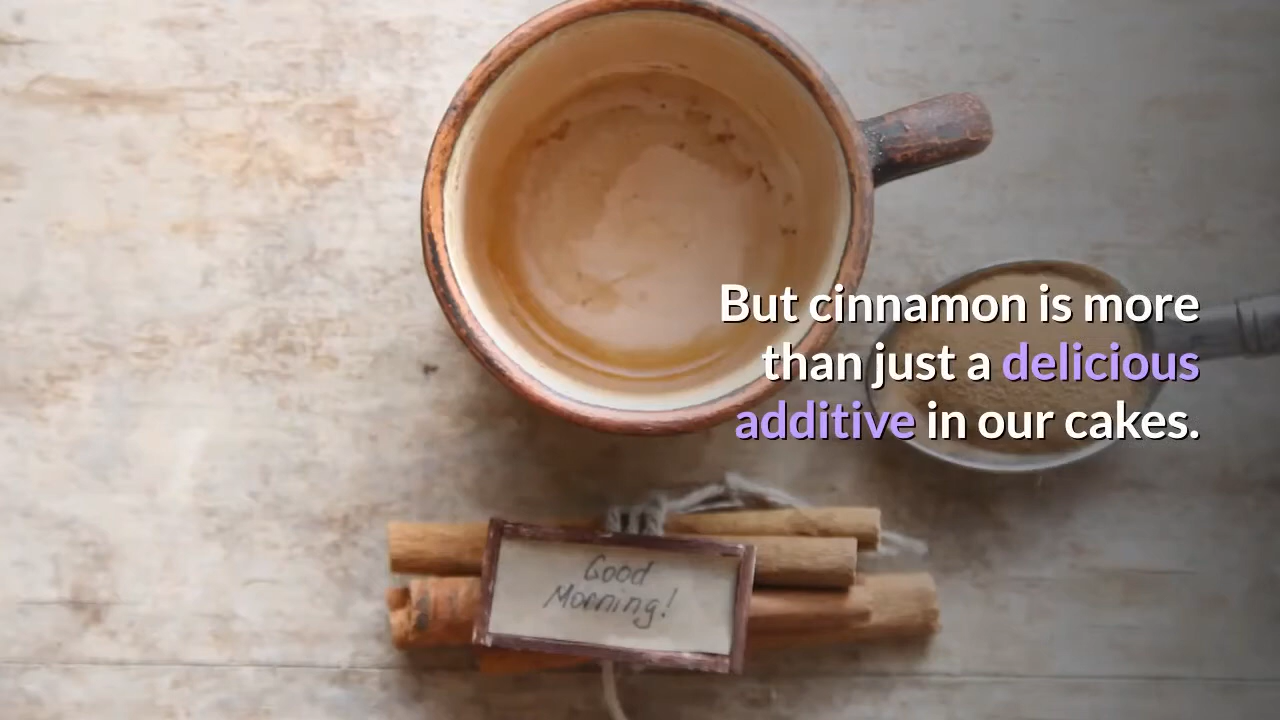 But cinnamon is more
than just a delicious
additive in our cakes.
Good
Morning!